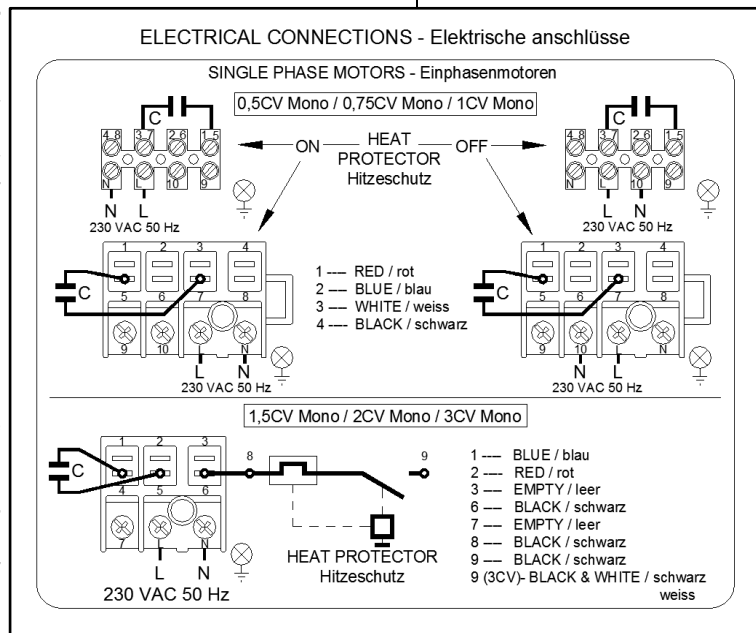 ELECTRICAL CONNECTIONS - Elektrische anschlüsse
SINGLE PHASE MOTORS - Einphasenmotoren
0,5CV Mono / 0,75CV Mono / 1CV Mono
C
4 8 3 7 2 6 1 5
N L 10 9
N L
230 VAC 50 Hz
ON HEAT PROTECTOR OFF
Hitzeschutz
C
4 8 3 7 2 6 1 5
N L 10 9
L N
230 VAC 50 Hz
1 2 3 4
C
5 6 7 8
9 10 L N
L N
230 VAC 50 Hz
1 ---- RED / rot
2 ---- BLUE / blau
3 ---- WHITE / weiss
4 ---- BLACK / schwarz
1 2 3 4
C
5 6 7 8
9 10 L N
N L
230 VAC 50 Hz
1,5CV Mono / 2CV Mono / 3CV Mono
1 2 3 8 9
C
4 5 6
7 L N
L N
230 VAC 50 Hz
HEAT PROTECTOR
Hitzeschutz
1 ---- BLUE / blau
2 ---- RED / rot
3 ---- EMPTY / leer
6 ---- BLACK / schwarz
7 ---- EMPTY / leer
8 ---- BLACK / schwarz
9 ---- BLACK / schwarz
9 (3CV)- BLACK & WHITE / schwarz
weiss